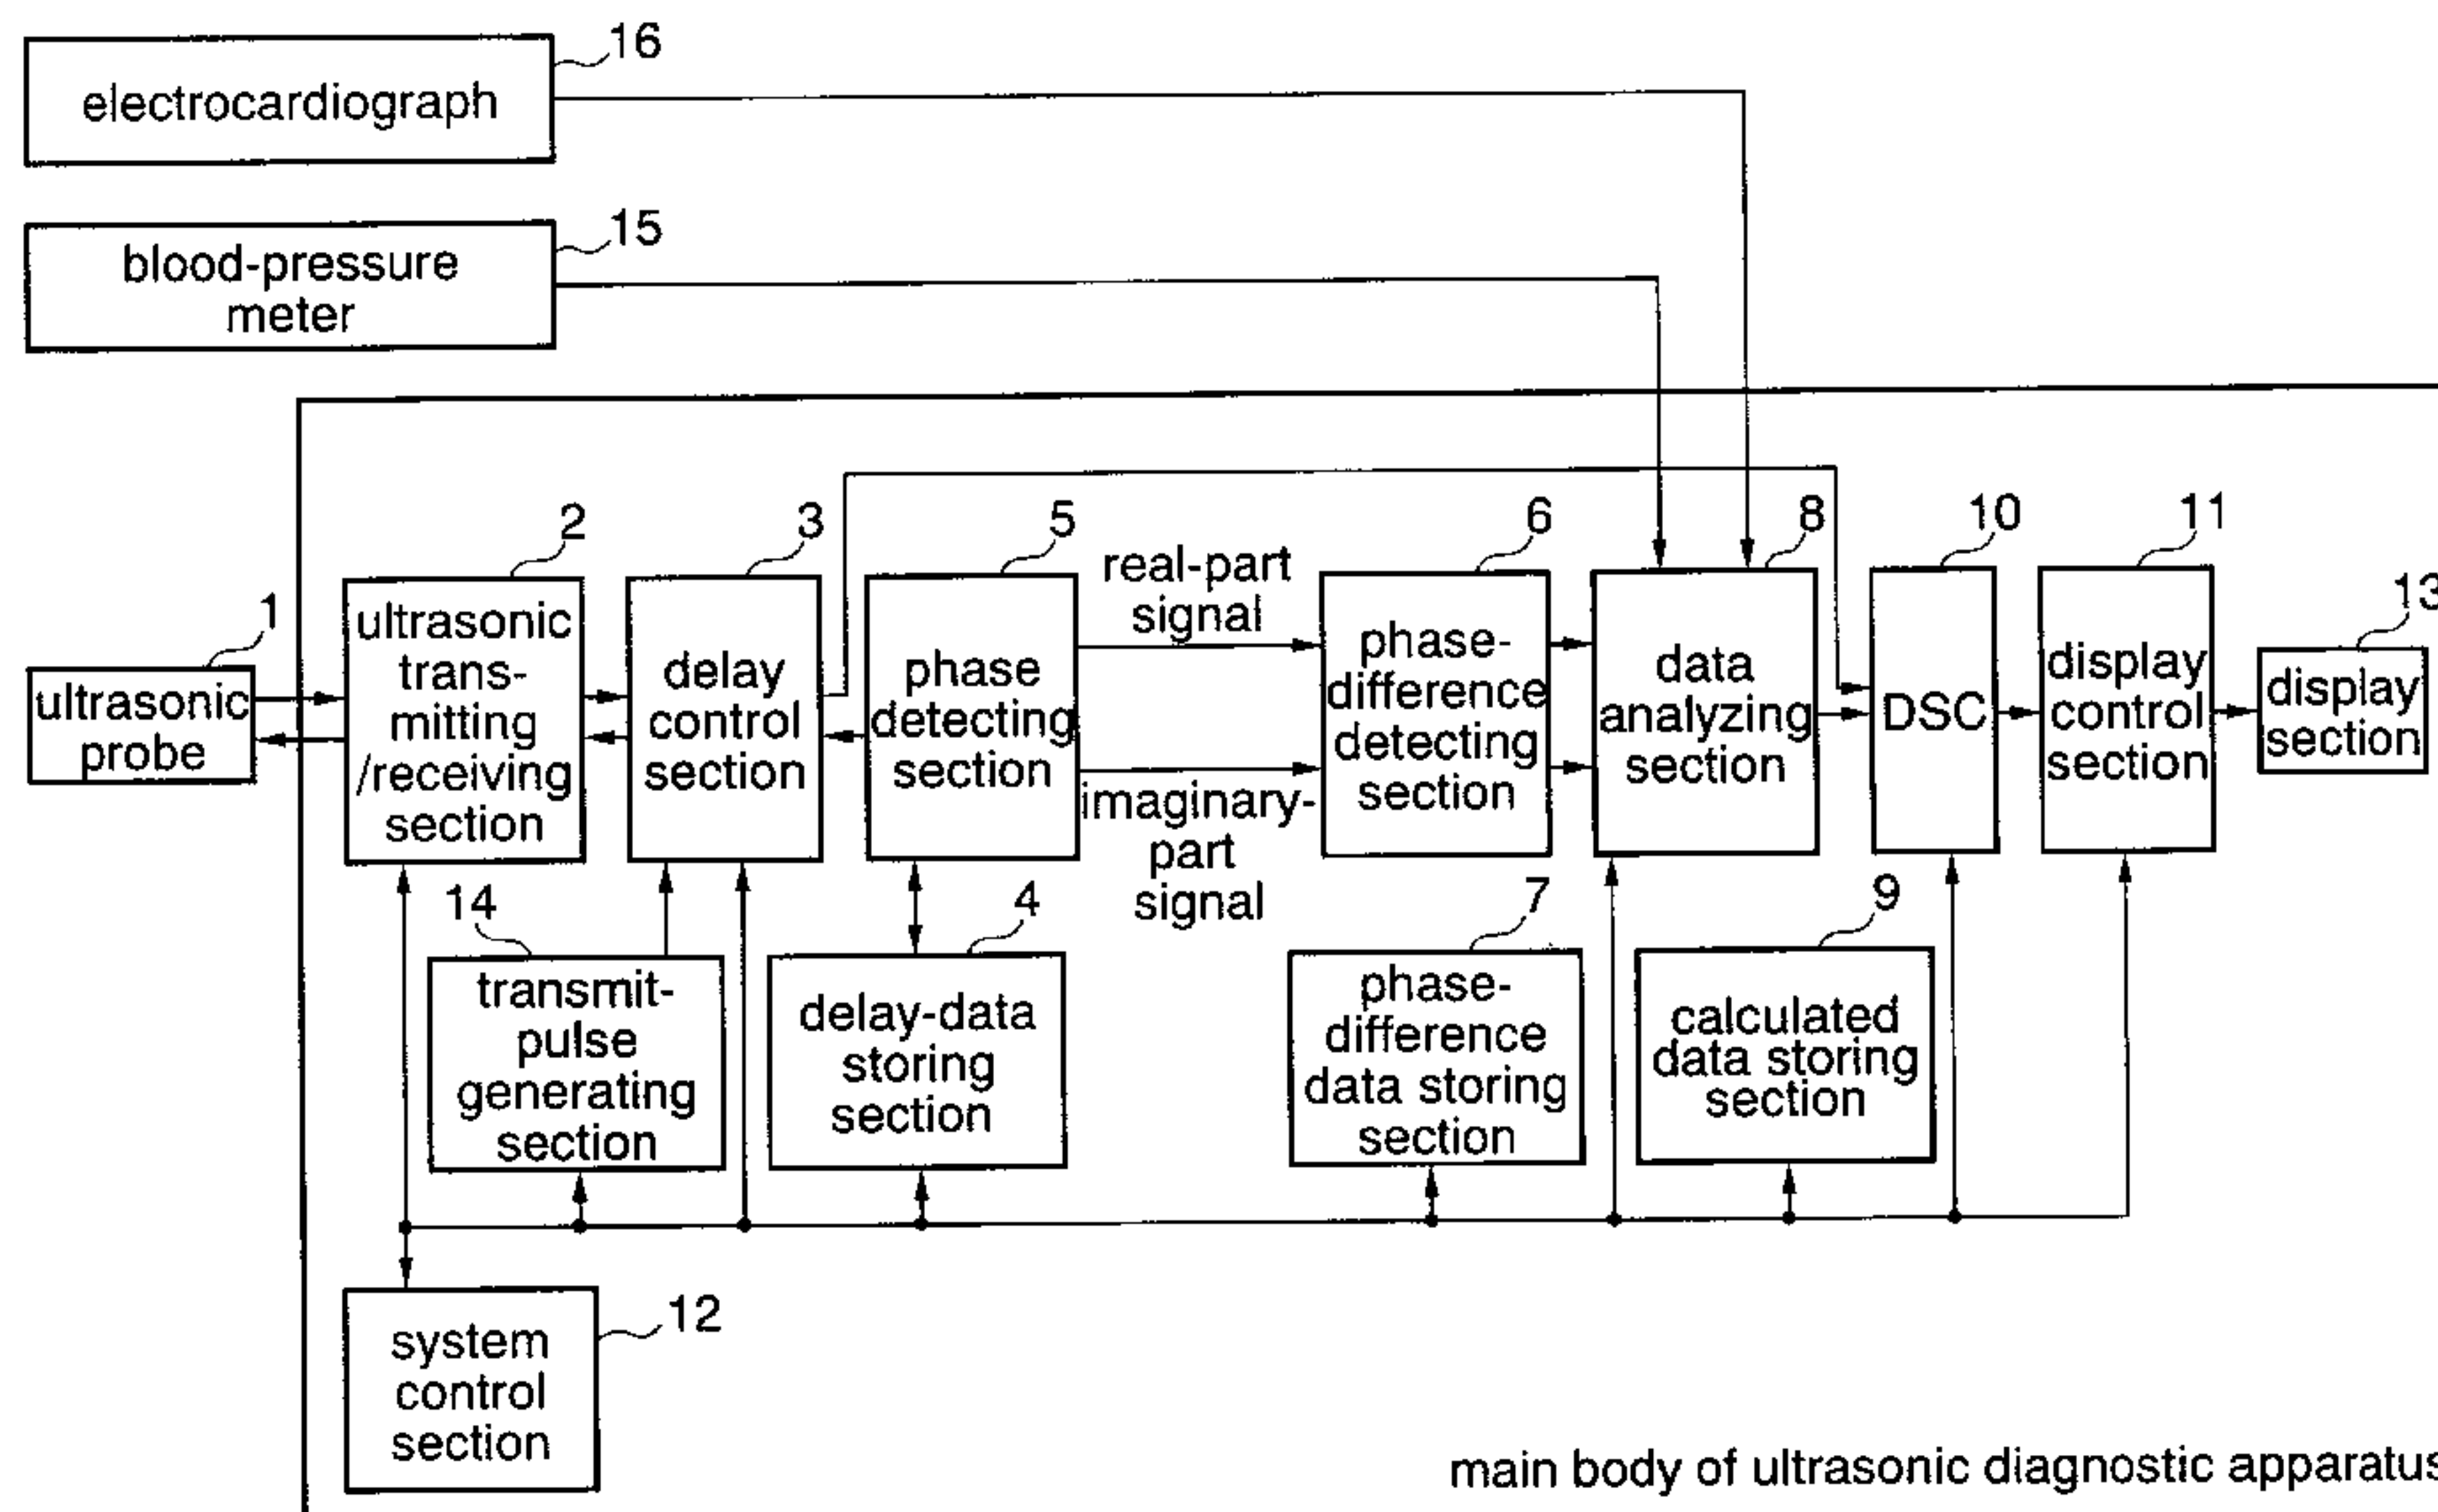 16
electrocardiograph
15
blood-pressure
meter
1
ultrasonic
probe
2
ultrasonic
trans-
mitting
/receiving
section
3
delay
control
section
5
phase
detecting
section
real-part
signal
imaginary-
part
signal
6
phase-
difference
detecting
section
8
data
analyzing
section
10
DSC
11
display
control
section
13
display
section
14
transmit-
pulse
generating
section
4
delay-data
storing
section
7
phase-
difference
data storing
section
9
calculated
data storing
section
12
system
control
section
main body of ultrasonic diagnostic apparatus